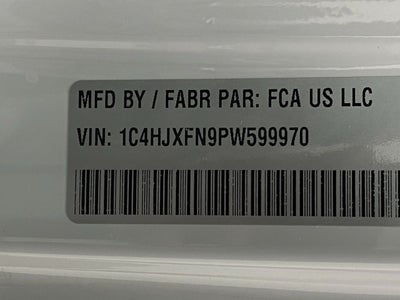 MFD BY / FABR PAR: FCA US LLC
VIN: 1C4HJXFN9PW599970